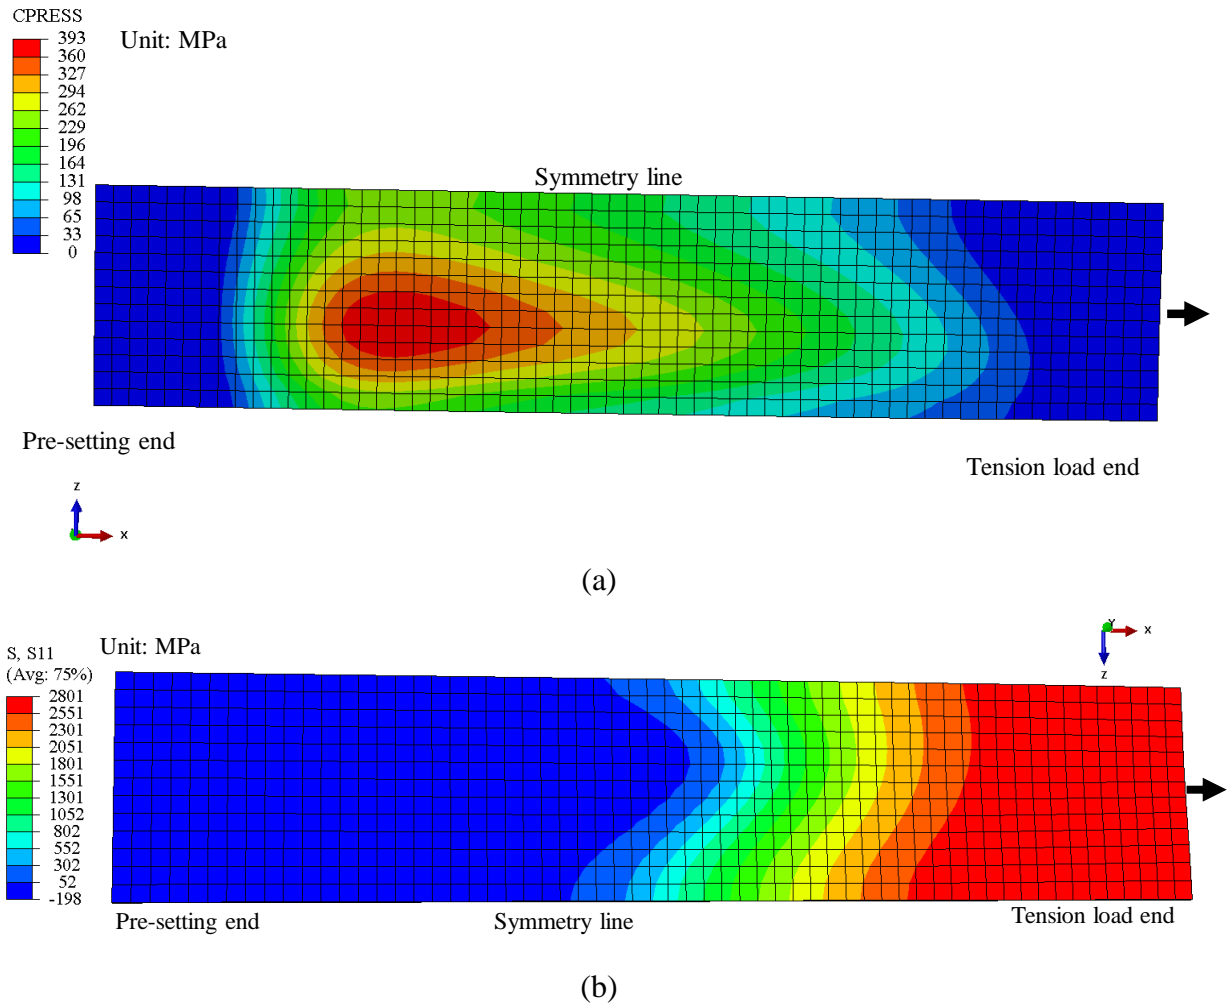 CPRESS
Unit: MPa
393
360
327
294
262
229
196
164
131
98
65
33
0
Symmetry line
Pre-setting end
Tension load end
z
x
(a)
Unit: MPa
S, S11
(Avg: 75%)
2801
2551
2301
2051
1801
1551
1301
1052
802
552
302
52
-198
Y
x
z
Pre-setting end
Symmetry line
Tension load end
(b)